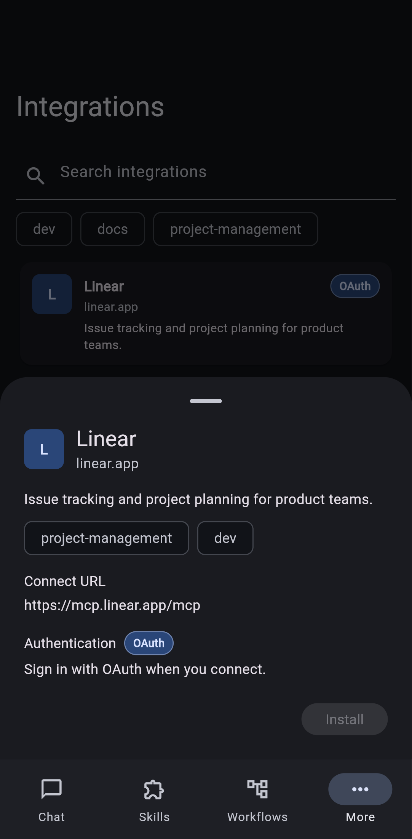 Integrations
Search integrations
dev
docs
project-management
L
Linear
OAuth
linear.app
Issue tracking and project planning for product
teams.
L
Linear
linear.app
Issue tracking and project planning for product teams.
project-management
dev
Connect URL
https://mcp.linear.app/mcp
Authentication
OAuth
Sign in with OAuth when you connect.
Install
Chat
Skills
Workflows
More